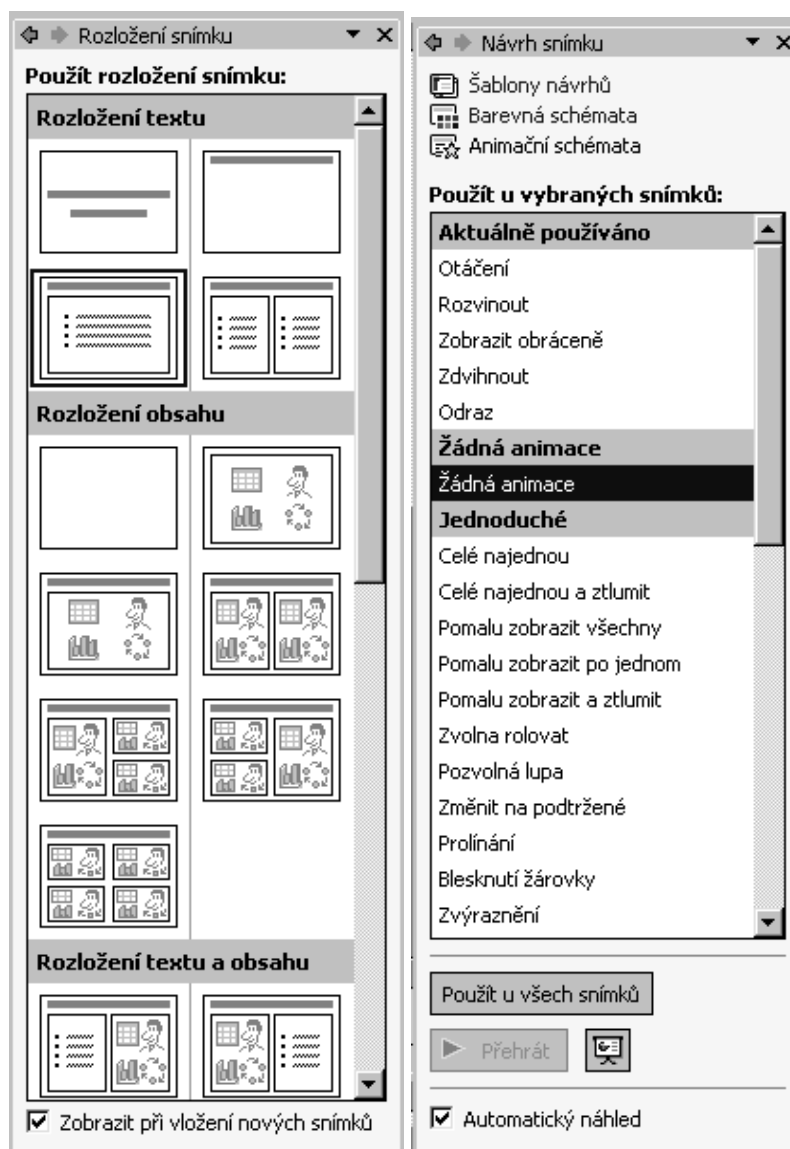 Rozložení snímku
Použít rozložení snímku:
Rozložení textu
Rozložení obsahu
Rozložení textu a obsahu
Zobrazit při vložení nových snímků
Návrh snímku
Šablony návrhů
Barevná schémata
Animační schémata
Použít u vybraných snímků:
Aktuálně používáno
Otáčení
Rozvinout
Zobrazit obráceně
Zdvihnout
Odraz
Žádná animace
Žádná animace
Jednoduché
Celé najednou
Celé najednou a ztlumit
Pomalu zobrazit všechny
Pomalu zobrazit po jednom
Pomalu zobrazit a ztlumit
Zvolna rolovat
Pozvolná lupa
Změnit na podtržené
Prolínání
Blesknutí žárovky
Zvýraznění
Použít u všech snímků
Přehrát
Automatický náhled